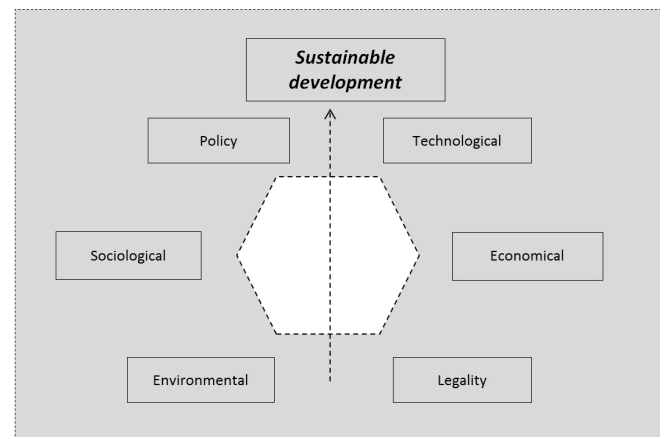 Sustainable
development
Policy
Technological
Sociological
Economical
Environmental
Legality